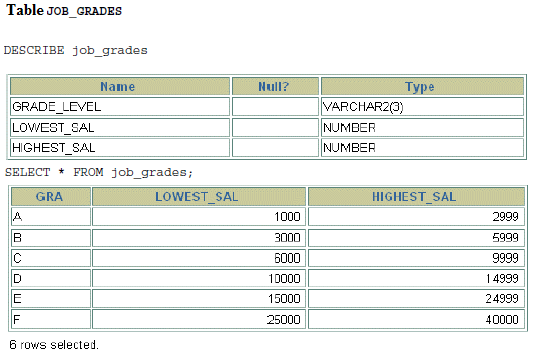 Table JOB_GRADES
DESCRIBE job_grades
Name Null? Type
GRADE_LEVEL VARCHAR2(3)
LOWEST_SAL NUMBER
HIGHEST_SAL NUMBER
SELECT * FROM job_grades;
GRA LOWEST_SAL HIGHEST_SAL
A 1000 2999
B 3000 5999
C 6000 9999
D 10000 14999
E 15000 24999
F 25000 40000
6 rows selected.